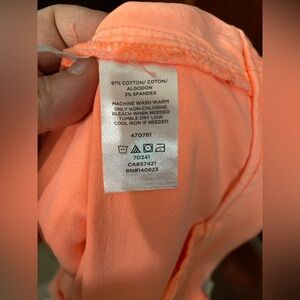 97% COTTON/ COTON/
ALGODON
3% SPANDEX
MACHINE WASH WARM
ONLY NON-CHLORINE
BLEACH WHEN NEEDED
TUMBLE DRY LOW
COOL IRON IF NEEDED
470761
70341
CA#57421
RN#140923